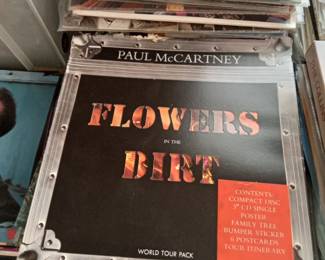 PAUL McCARTNEY
FLOWERS
IN THE
DIRT
CONTENTS:
COMPACT DISC
3" CD SINGLE
POSTER
FAMILY TREE
BUMPER STICKER
6 POSTCARDS
TOUR ITINERARY
WORLD TOUR PACK